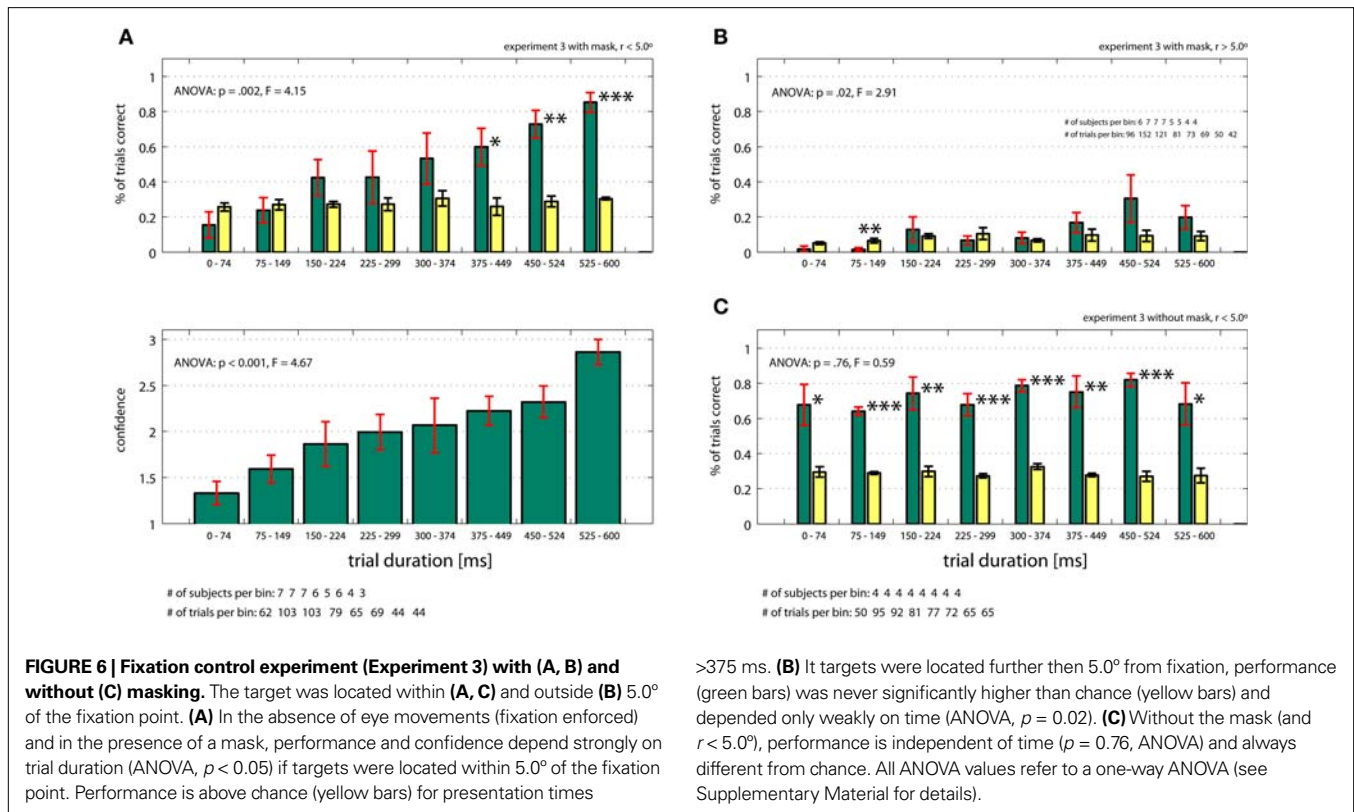 A
experiment 3 with mask, r < 5.0º
ANOVA: p = .002, F = 4.15
% of trials correct
1
0.8
0.6
0.4
0.2
0
*
**
***
0 - 74 75 - 149 150 - 224 225 - 299 300 - 374 375 - 449 450 - 524 525 - 600
ANOVA: p < 0.001, F = 4.67
confidence
3
2.5
2
1.5
1
0 - 74 75 - 149 150 - 224 225 - 299 300 - 374 375 - 449 450 - 524 525 - 600
trial duration [ms]
# of subjects per bin: 7 7 7 6 5 6 4 3
# of trials per bin: 62 103 103 79 65 69 44 44
B
experiment 3 with mask, r > 5.0º
ANOVA: p = .02, F = 2.91
# of subjects per bin: 6 7 7 7 5 5 4 4
# of trials per bin: 96 152 121 81 73 69 50 42
% of trials correct
1
0.8
0.6
0.4
0.2
0
**
0 - 74 75 - 149 150 - 224 225 - 299 300 - 374 375 - 449 450 - 524 525 - 600
C
experiment 3 without mask, r < 5.0º
ANOVA: p = .76, F = 0.59
% of trials correct
1
0.8
0.6
0.4
0.2
0
* *** ** *** *** ** *** *
0 - 74 75 - 149 150 - 224 225 - 299 300 - 374 375 - 449 450 - 524 525 - 600
trial duration [ms]
# of subjects per bin: 4 4 4 4 4 4 4 4
# of trials per bin: 50 95 92 81 77 72 65 65
FIGURE 6 | Fixation control experiment (Experiment 3) with (A, B) and
without (C) masking. The target was located within (A, C) and outside (B) 5.0º
of the fixation point. (A) In the absence of eye movements (fixation enforced)
and in the presence of a mask, performance and confidence depend strongly on
trial duration (ANOVA, p < 0.05) if targets were located within 5.0º of the fixation
point. Performance is above chance (yellow bars) for presentation times
>375 ms. (B) It targets were located further then 5.0º from fixation, performance
(green bars) was never significantly higher than chance (yellow bars) and
depended only weakly on time (ANOVA, p = 0.02). (C) Without the mask (and
r < 5.0º), performance is independent of time (p = 0.76, ANOVA) and always
different from chance. All ANOVA values refer to a one-way ANOVA (see
Supplementary Material for details).